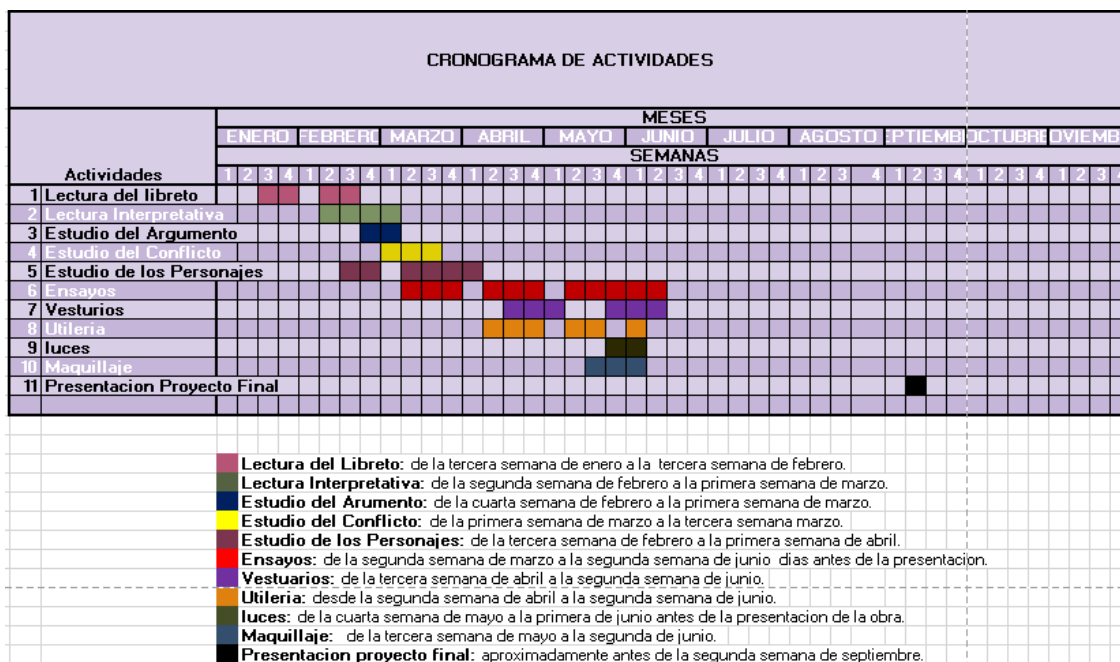 CRONOGRAMA DE ACTIVIDADES
MESES
ENERO FEBRERO MARZO ABRIL MAYO JUNIO JULIO AGOSTO EPTIEMB OCTUBRE OVIEMB
SEMANAS
Actividades 1 2 3 4 1 2 3 4 1 2 3 4 1 2 3 4 1 2 3 4 1 2 3 4 1 2 3 4 1 2 3 4 1 2 3 4 1 2 3 4 1 2 3 4
1 Lectura del libreto
2 Lectura Interpretativa
3 Estudio del Argumento
4 Estudio del Conflicto
5 Estudio de los Personajes
6 Ensayos
7 Vesturios
8 Utileria
9 luces
10 Maquillaje
11 Presentacion Proyecto Final
Lectura del Libreto: de la tercera semana de enero a la tercera semana de febrero.
Lectura Interpretativa: de la segunda semana de febrero a la primera semana de marzo.
Estudio del Arumento: de la cuarta semana de febrero a la primera semana de marzo.
Estudio del Conflicto: de la primera semana de marzo a la tercera semana marzo.
Estudio de los Personajes: de la tercera semana de febrero a la primera semana de abril.
Ensayos: de la segunda semana de marzo a la segunda semana de junio dias antes de la presentacion.
Vestuarios: de la tercera semana de abril a la segunda semana de junio.
Utileria: desde la segunda semana de abril a la segunda semana de junio.
luces: de la cuarta semana de mayo a la primera de junio antes de la presentacion de la obra.
Maquillaje: de la tercera semana de mayo a la segunda de junio.
Presentacion proyecto final: aproximadamente antes de la segunda semana de septiembre.